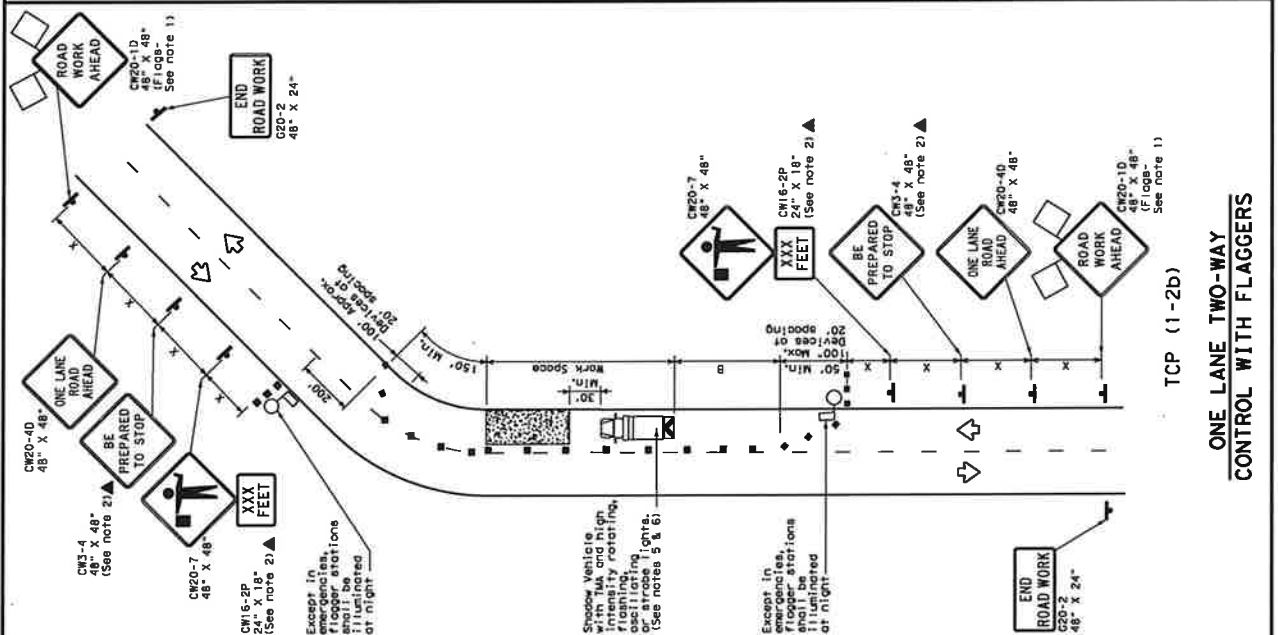 ROAD
WORK
AHEAD
CW20-1D
48" X 48"
(Flags-
See note 1)
END
ROAD WORK
G20-2
48" X 24"
X
X
X
X
ONE LANE
ROAD
AHEAD
CW20-4D
48" X 48"
BE
PREPARED
TO STOP
CW3-4
48" X 48"
(See note 2)▲
CW20-7
48" X 48"
XXX
FEET
CW16-2P
24" X 18"
(See note 2)▲
Except in
emergencies,
flagger stations
shall be
illuminated
at night
200'
100' Approx.
Devices at
20' spacing
150'
Min.
Work Space
30'
Min.
B
Shadow Vehicle
with TMA and high
intensity rotating,
flashing,
oscillating
or strobe lights.
(See notes 5 & 6)
100' Max.
Devices at
20' spacing
50' Min.
Except in
emergencies,
flagger stations
shall be
illuminated
at night
CW20-7
48" X 48"
XXX
FEET
CW16-2P
24" X 18"
(See note 2)▲
BE
PREPARED
TO STOP
CW3-4
48" X 48"
(See note 2)▲
ONE LANE
ROAD
AHEAD
CW20-4D
48" X 48"
ROAD
WORK
AHEAD
CW20-1D
48" X 48"
(Flags-
See note 1)
X
X
X
X
END
ROAD WORK
G20-2
48" X 24"
TCP (1-2b)
ONE LANE TWO-WAY
CONTROL WITH FLAGGERS